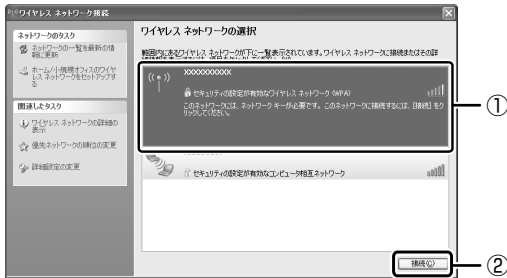 ワイヤレス ネットワーク接続
ネットワークのタスク
ネットワークの一覧を最新の情
報に更新
ホーム/小規模オフィスのワイヤ
レス ネットワークをセットアップす
る
関連したタスク
ワイヤレス ネットワークの詳細の
表示
優先ネットワークの順位の変更
詳細設定の変更
ワイヤレス ネットワークの選択
範囲内にあるワイヤレス ネットワークが下に一覧表示されています。ワイヤレス ネットワークに接続またはその詳
XXXXXXXXXX
セキュリティの設定が有効なワイヤレス ネットワーク (WPA)
このネットワークには、ネットワーク キーが必要です。このネットワークに接続するには、[接続] をク
リックしてください。
セキュリティの設定が有効なコンピュータ相互ネットワーク
接続(C)
①
②